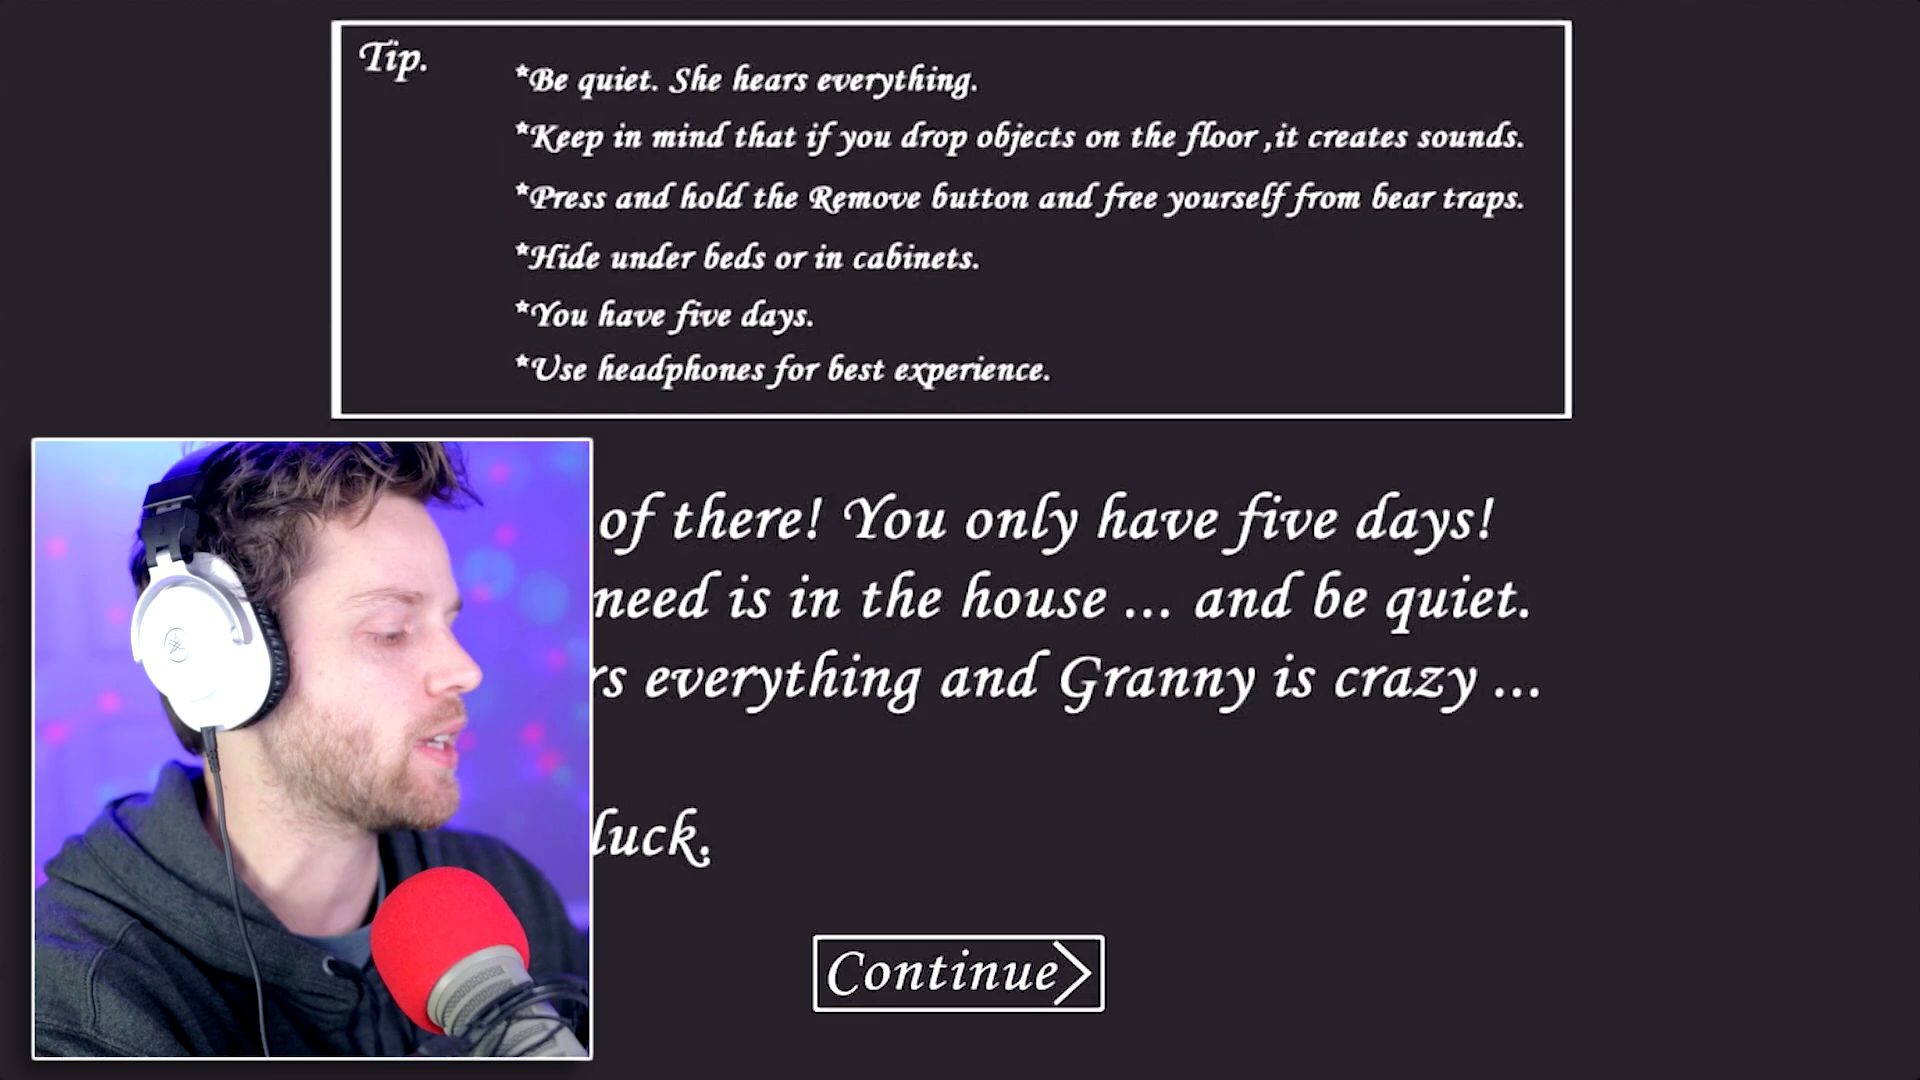 Tip.
*Be quiet. She hears everything.
*Keep in mind that if you drop objects on the floor ,it creates sounds.
*Press and hold the Remove button and free yourself from bear traps.
*Hide under beds or in cabinets.
*You have five days.
*Use headphones for best experience.
of there! You only have five days!
need is in the house ... and be quiet.
everything and Granny is crazy ...
luck.
Continue>